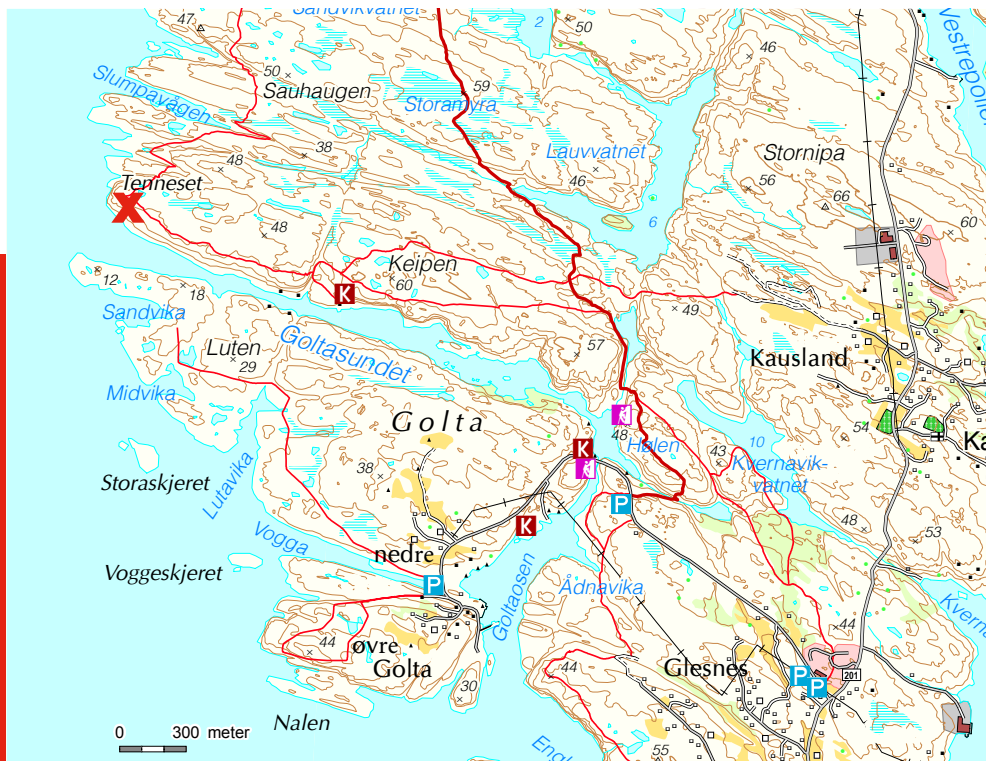 Sandvikvatnet
47
2
50
Vestrepollen
46
50
Sauhaugen
59
Storamyra
Slumpavågen
38
48
Lauvvatnet
46
Stornipa
56
66
Tenneset
X
6
60
48
Keipen
60
12
18
K
49
Sandvika
Goltasundet
Luten
29
57
Kausland
Midvika
Golta
48
Hålen
54
10
43
Kvernavik-
vatnet
K
38
Storaskjeret
Lutavika
P
K
48
53
Vogga
nedre
Goltaosen
Voggeskjeret
P
Ådnavika
44
44
øvre
Golta
44
Glesnes
P
P
201
30
Nalen
0 300 meter
55